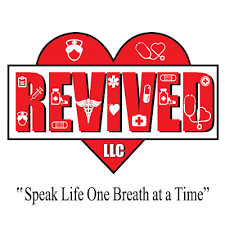 REVIVED
LLC
“Speak Life One Breath at a Time”